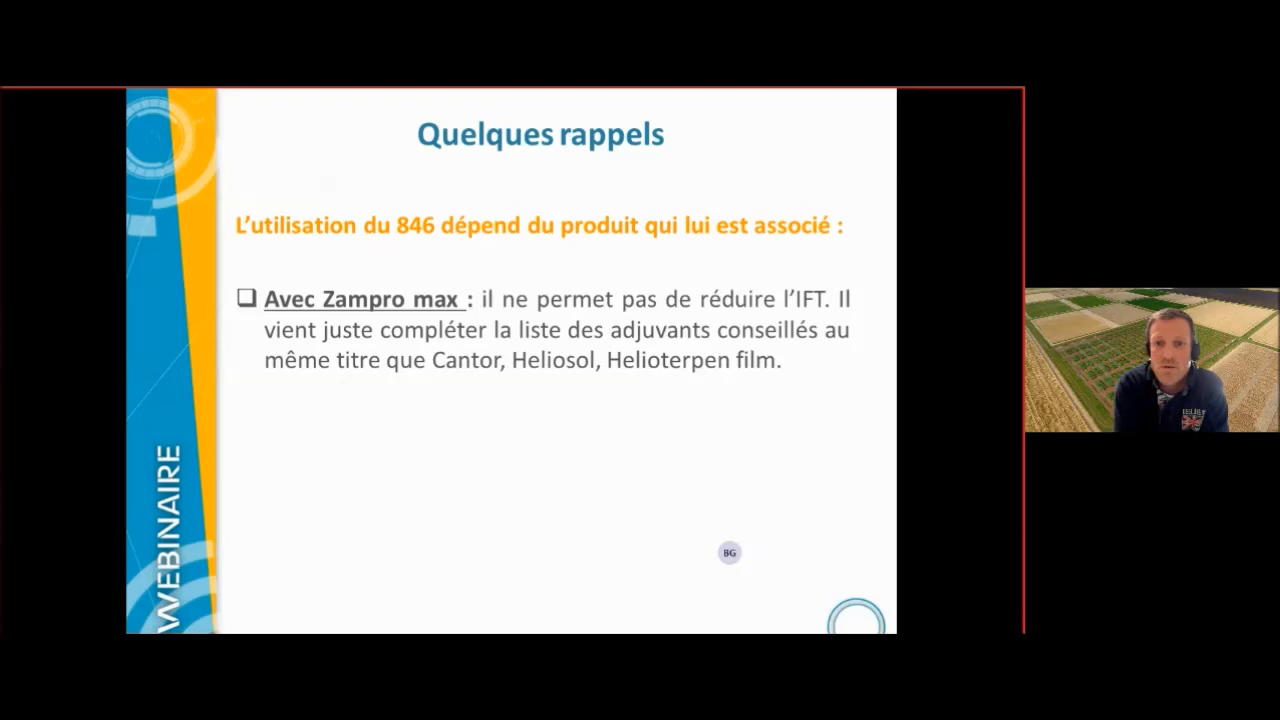 Quelques rappels
L'utilisation du 846 dépend du produit qui lui est associé :
❑ Avec Zampro max : il ne permet pas de réduire l'IFT. Il
vient juste compléter la liste des adjuvants conseillés au
même titre que Cantor, Heliosol, Helioterpen film.
WEBINAIRE
BG